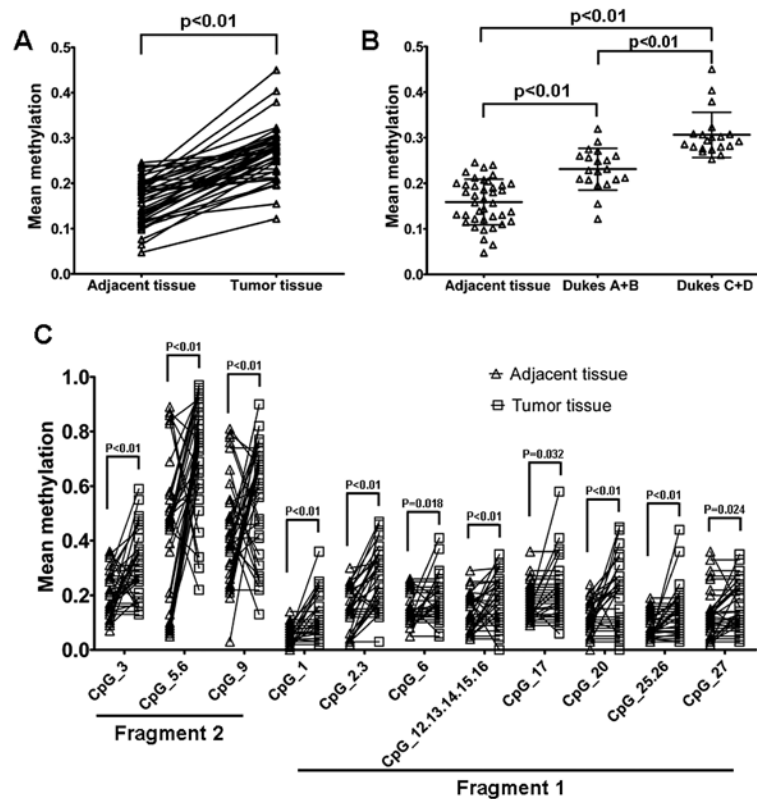 A
p<0.01
Mean methylation
0.5
0.4
0.3
0.2
0.1
0.0
Adjacent tissue
Tumor tissue
B
p<0.01
p<0.01
p<0.01
Mean methylation
0.5
0.4
0.3
0.2
0.1
0.0
Adjacent tissue
Dukes A+B
Dukes C+D
C
P<0.01
P<0.01
P<0.01
P<0.01
P<0.01
P=0.018
P<0.01
P=0.032
P<0.01
P<0.01
P=0.024
Adjacent tissue
Tumor tissue
Mean methylation
1.0
0.8
0.6
0.4
0.2
0.0
CpG_3
CpG_5.6
CpG_9
CpG_1
CpG_2.3
CpG_6
CpG_12.13.14.15.16
CpG_17
CpG_20
CpG_25.26
CpG_27
Fragment 2
Fragment 1